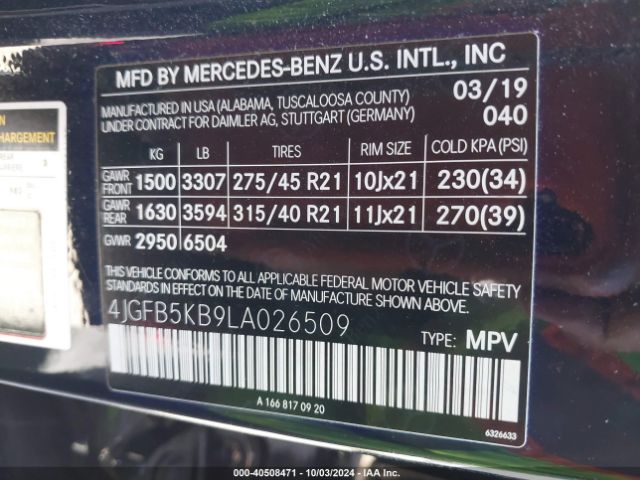 MFD BY MERCEDES-BENZ U.S. INTL., INC
MANUFACTURED IN USA (ALABAMA, TUSCALOOSA COUNTY) 03/19
UNDER CONTRACT FOR DAIMLER AG, STUTTGART (GERMANY) 040
KG LB TIRES RIM SIZE COLD KPA (PSI)
GAWR FRONT 1500 3307 275/45 R21 10Jx21 230(34)
GAWR REAR 1630 3594 315/40 R21 11Jx21 270(39)
GVWR 2950 6504
THIS VEHICLE CONFORMS TO ALL APPLICABLE FEDERAL MOTOR VEHICLE SAFETY
STANDARDS IN EFFECT ON THE DATE OF MANUFACTURE SHOWN ABOVE.
4JGFB5KB9LA026509
TYPE: MPV
A 166 817 09 20
6326633
N
CHARGEMENT
REAR
000-40508471 - 10/03/2024 - IAA Inc.